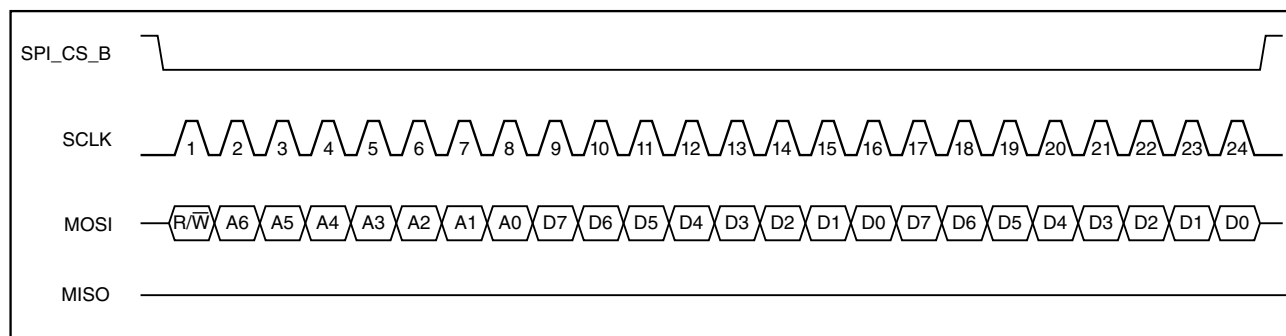 SPI_CS_B
SCLK 1 2 3 4 5 6 7 8 9 10 11 12 13 14 15 16 17 18 19 20 21 22 23 24
MOSI R/W̅ A6 A5 A4 A3 A2 A1 A0 D7 D6 D5 D4 D3 D2 D1 D0 D7 D6 D5 D4 D3 D2 D1 D0
MISO